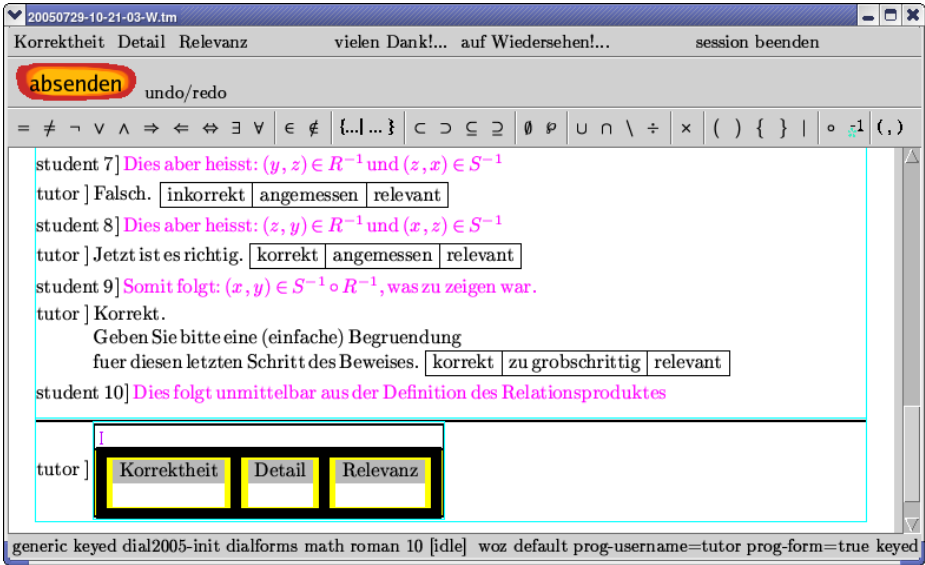 20050729-10-21-03-W.tm
Korrektheit Detail Relevanz vielen Dank!... auf Wiedersehen!... session beenden
absenden undo/redo
= ≠ ¬ ∨ ∧ ⇒ ⇐ ⇔ ∃ ∀ ∈ ∉ {...|...} ⊂ ⊃ ⊆ ⊇ ∅ ℘ ∪ ∩ \ ÷ × ( ) { } | ∘ -1 (,)
student 7] Dies aber heisst: (y, z) ∈ R⁻¹ und (z, x) ∈ S⁻¹
tutor ] Falsch. inkorrekt angemessen relevant
student 8] Dies aber heisst: (z, y) ∈ R⁻¹ und (x, z) ∈ S⁻¹
tutor ] Jetzt ist es richtig. korrekt angemessen relevant
student 9] Somit folgt: (x, y) ∈ S⁻¹ ∘ R⁻¹, was zu zeigen war.
tutor ] Korrekt.
Geben Sie bitte eine (einfache) Begruendung
fuer diesen letzten Schritt des Beweises. korrekt zu grobschrittig relevant
student 10] Dies folgt unmittelbar aus der Definition des Relationsproduktes
tutor ] Korrektheit Detail Relevanz
generic keyed dial2005-init dialforms math roman 10 [idle] woz default prog-username=tutor prog-form=true keyed